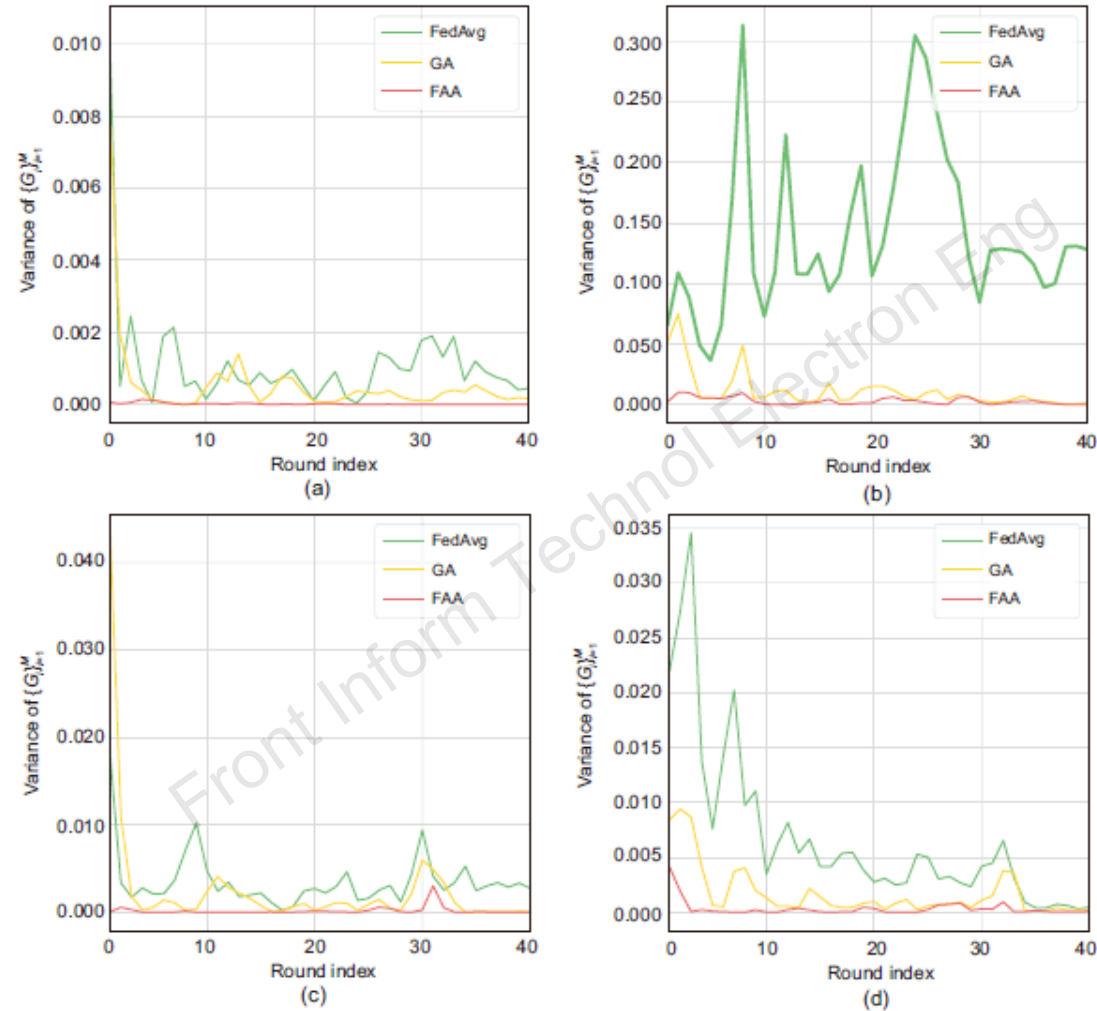 0.010
0.008
0.006
0.004
0.002
0.000
Variance of {G_i}_{i=1}^M
FedAvg
GA
FAA
0 10 20 30 40
Round index
(a)
0.300
0.250
0.200
0.150
0.100
0.050
0.000
Variance of {G_i}_{i=1}^M
FedAvg
GA
FAA
0 10 20 30 40
Round index
(b)
0.040
0.030
0.020
0.010
0.000
Variance of {G_i}_{i=1}^M
FedAvg
GA
FAA
0 10 20 30 40
Round index
(c)
0.035
0.030
0.025
0.020
0.015
0.010
0.005
0.000
Variance of {G_i}_{i=1}^M
FedAvg
GA
FAA
0 10 20 30 40
Round index
(d)
Front Inform Technol Electron Eng